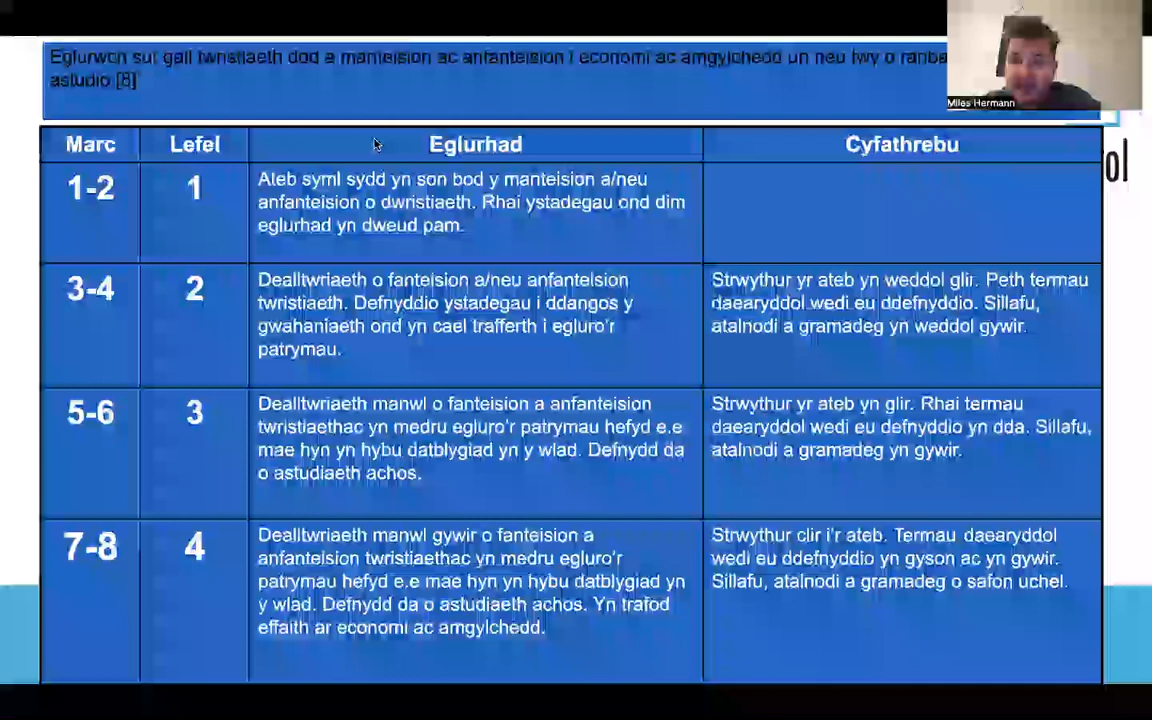 Eglurwch sut gall twristiaeth dod a manteision ac anfanteision i economi ac amgylchedd un neu fwy o
astudio [8]
Miles Hermann
Marc Lefel Eglurhad Cyfathrebu
1-2 1
Ateb syml sydd yn son bod y manteision a/neu
anfanteision o dwristiaeth. Rhai ystadegau ond dim
eglurhad yn dweud pam.
3-4 2
Dealltwriaeth o fanteision a/neu anfanteision
twristiaeth. Defnyddio ystadegau i ddangos y
gwahaniaeth ond yn cael trafferth i egluro'r
patrymau.
Strwythur yr ateb yn weddol glir. Peth termau
daearyddol wedi eu ddefnyddio. Sillafu,
atalnodi a gramadeg yn weddol gywir.
5-6 3
Dealltwriaeth manwl o fanteision a anfanteision
twristiaethac yn medru egluro'r patrymau hefyd e.e
mae hyn yn hybu datblygiad yn y wlad. Defnydd da
o astudiaeth achos.
Strwythur yr ateb yn glir. Rhai termau
daearyddol wedi eu defnyddio yn dda. Sillafu,
atalnodi a gramadeg yn gywir.
7-8 4
Dealltwriaeth manwl gywir o fanteision a
anfanteision twristiaethac yn medru egluro'r
patrymau hefyd e.e mae hyn yn hybu datblygiad yn
y wlad. Defnydd da o astudiaeth achos. Yn trafod
effaith ar economi ac amgylchedd.
Strwythur clir i'r ateb. Termau daearyddol
wedi eu ddefnyddio yn gyson ac yn gywir.
Sillafu, atalnodi a gramadeg o safon uchel.